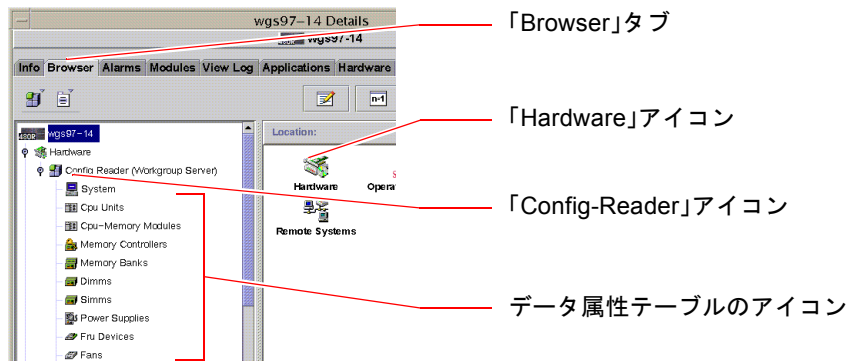 wgs97-14 Details
wgs97-14
Info Browser Alarms Modules View Log Applications Hardware
n-1
wgs97-14
Hardware
Config Reader (Workgroup Server)
System
Cpu Units
Cpu-Memory Modules
Memory Controllers
Memory Banks
Dimms
Simms
Power Supplies
Fru Devices
Fans
Location:
Hardware
Remote Systems
「Browser」タブ
「Hardware」アイコン
「Config-Reader」アイコン
データ属性テーブルのアイコン